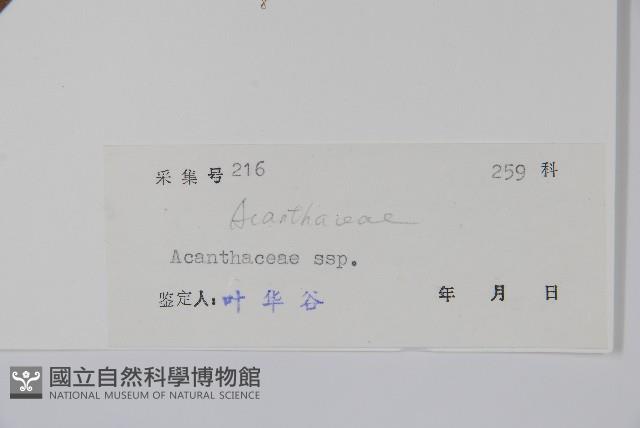 采集号 216 259 科
Acanthaceae
Acanthaceae ssp.
鉴定人: 叶华谷 年 月 日
國立自然科學博物館
NATIONAL MUSEUM OF NATURAL SCIENCE